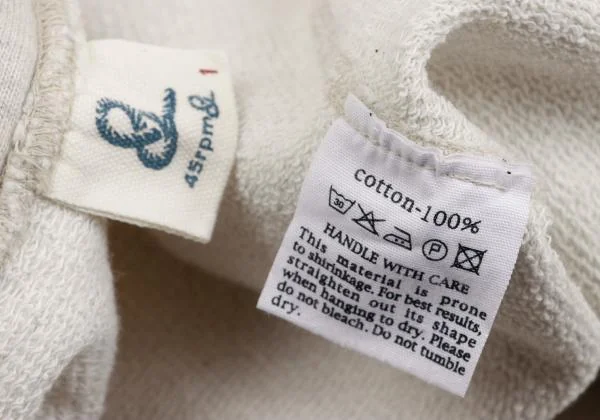 &
45rpm&
1
cotton-100%
30 P
HANDLE WITH CARE
This material is prone
to shirinkage. For best results,
straighten out its shape
when hanging to dry. Please
do not bleach. Do not tumble
dry.